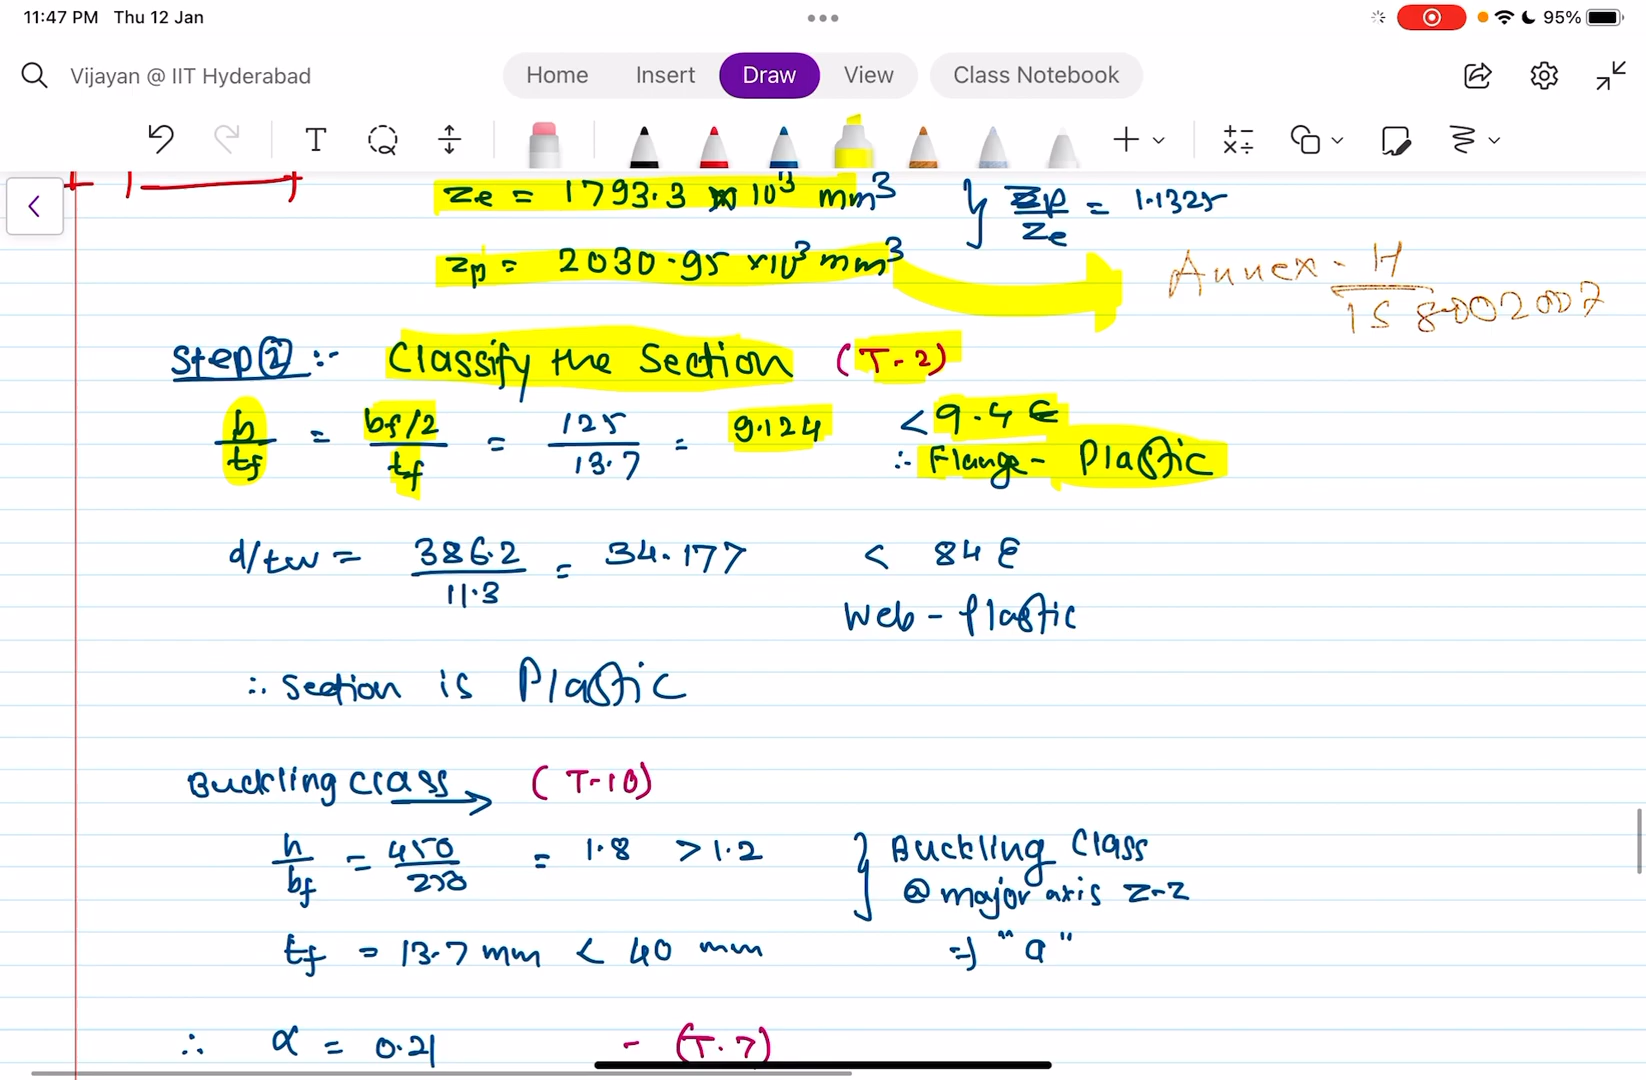 11:47 PM Thu 12 Jan
95%
Vijayan @ IIT Hyderabad
Home Insert Draw View Class Notebook
Ze = 1793.3 × 10³ mm³ } Zp/Ze = 1.1325
Zp = 2030.95 ×10³ mm³
Annex - H
IS 8002007
Step ② :- Classify the Section (T-2)
b/tf = bf/2/tf = 125/13.7 = 9.124 < 9.4 ε
∴ Flange - Plastic
d/tw = 386.2/11.3 = 34.177 < 84 ε
Web - Plastic
∴ Section is Plastic
Buckling class → (T-10)
h/bf = 450/250 = 1.8 > 1.2 } Buckling Class
@ major axis z-z
tf = 13.7 mm < 40 mm ⇒ "a"
∴ α = 0.21 - (T.7)